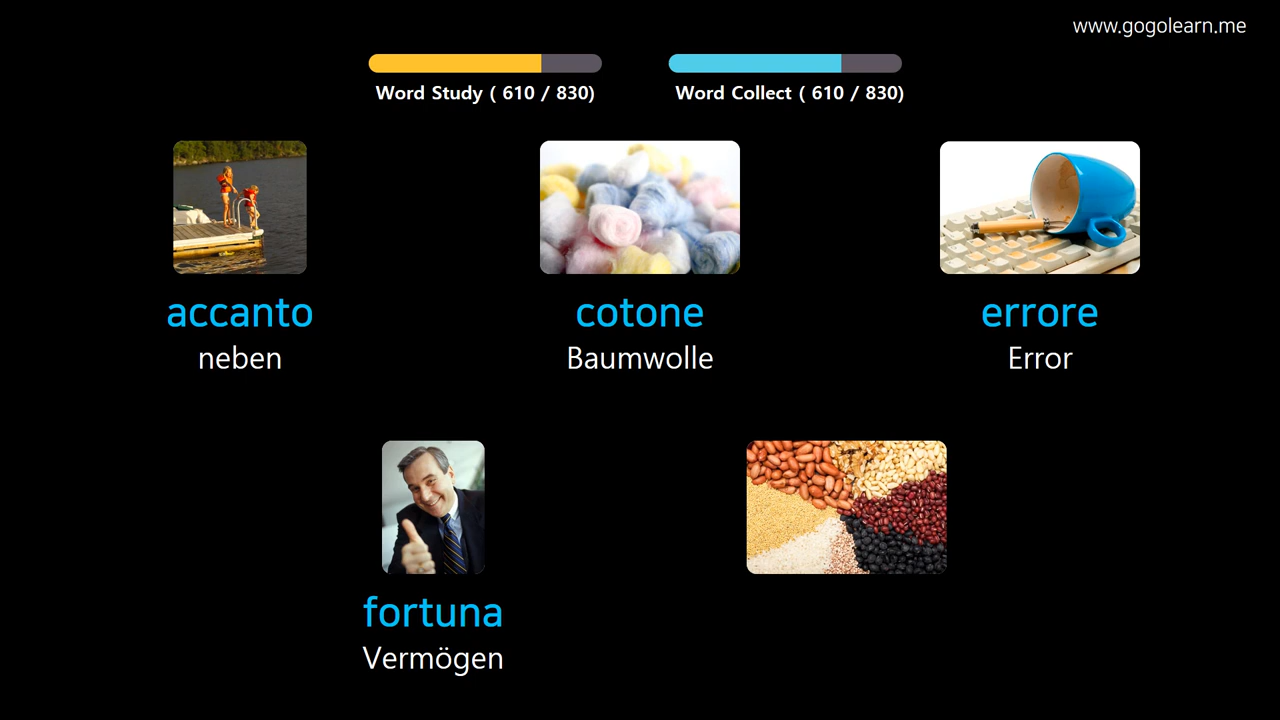 www.gogolearn.me
Word Study ( 610 / 830)
Word Collect ( 610 / 830)
accanto
neben
cotone
Baumwolle
errore
Error
fortuna
Vermögen